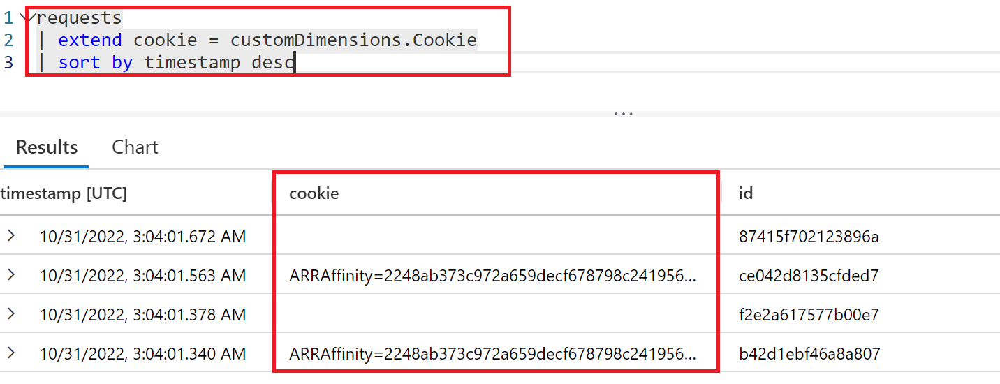 1 requests
2 | extend cookie = customDimensions.Cookie
3 | sort by timestamp desc
...
Results Chart
timestamp [UTC] cookie id
10/31/2022, 3:04:01.672 AM 87415f702123896a
10/31/2022, 3:04:01.563 AM ARRAffinity=2248ab373c972a659decf678798c241956... ce042d8135cfded7
10/31/2022, 3:04:01.378 AM f2e2a617577b00e7
10/31/2022, 3:04:01.340 AM ARRAffinity=2248ab373c972a659decf678798c241956... b42d1ebf46a8a807